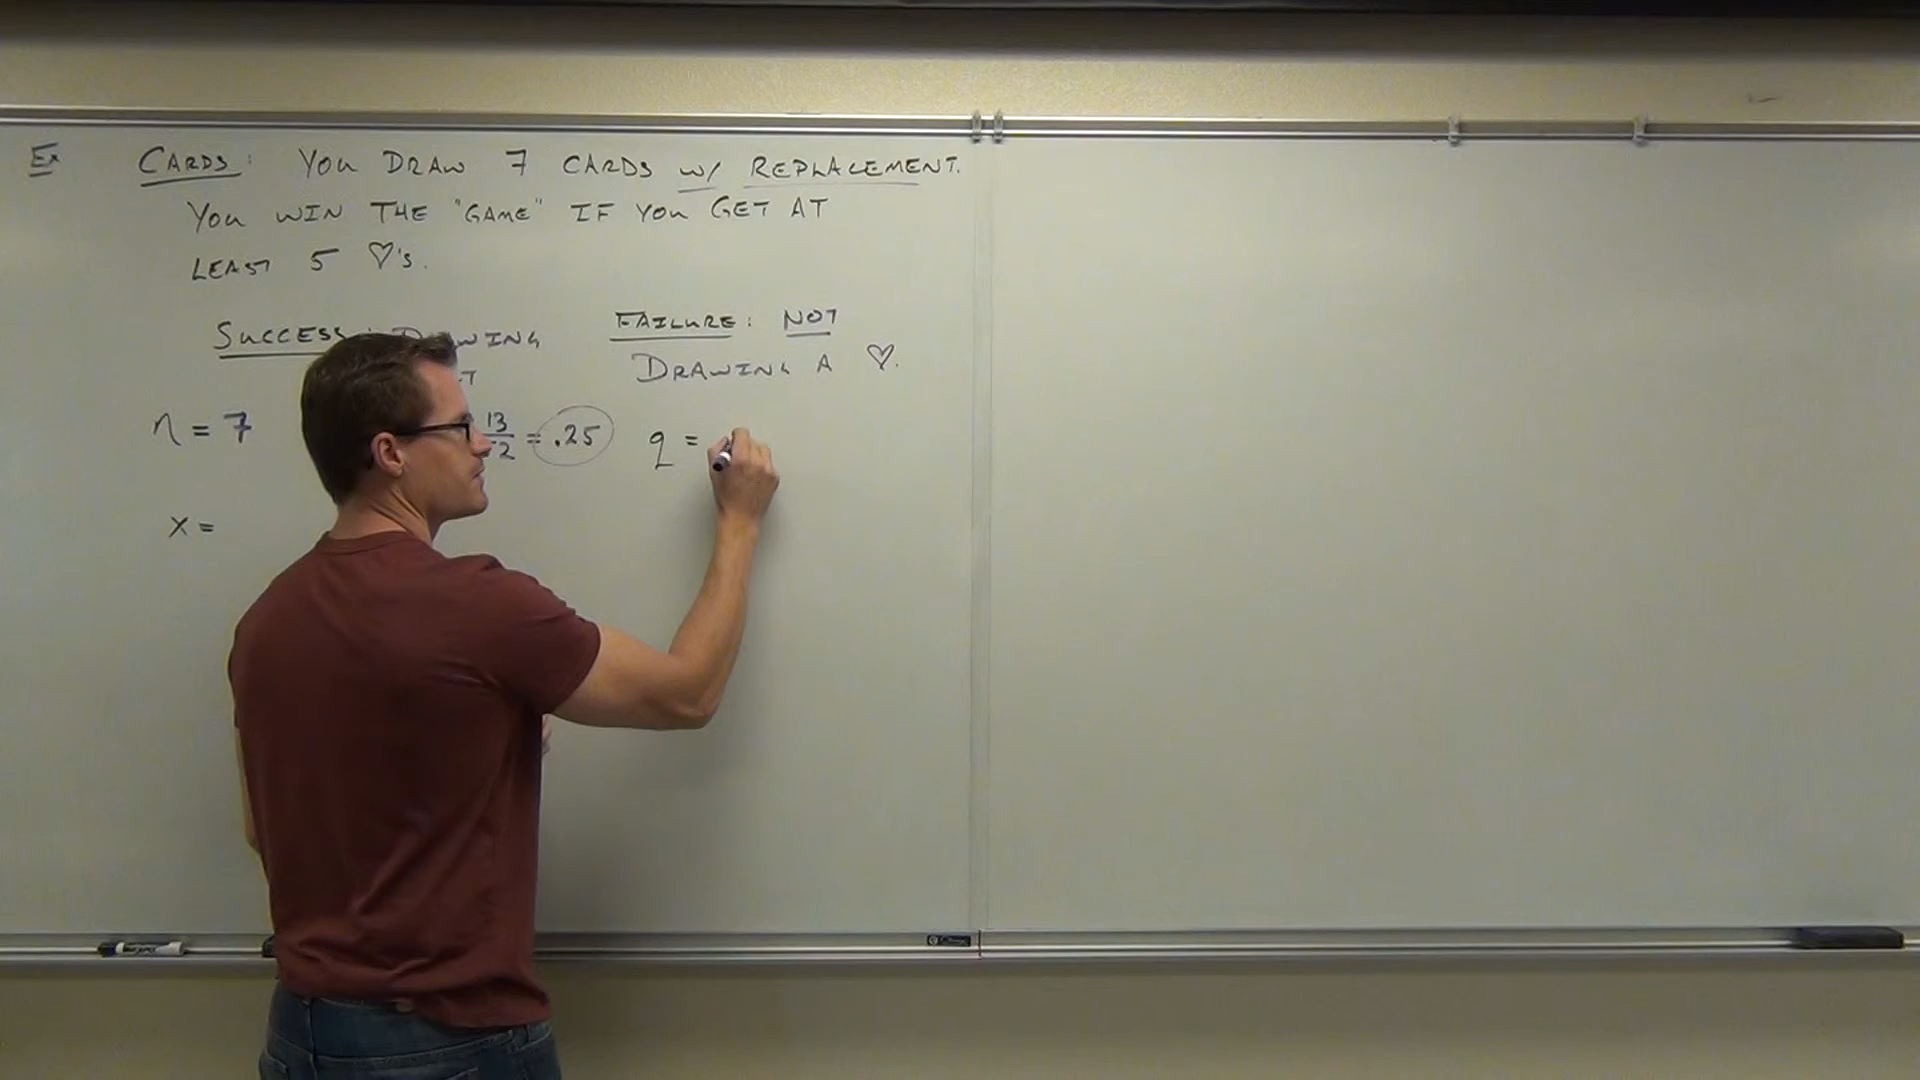 Ex CARDS: YOU DRAW 7 CARDS W/ REPLACEMENT.
YOU WIN THE "GAME" IF YOU GET AT
LEAST 5 ♡'s.
SUCCESS: FAILURE: NOT
DRAWING A ♡.
n = 7 13 = .25 q =
x =